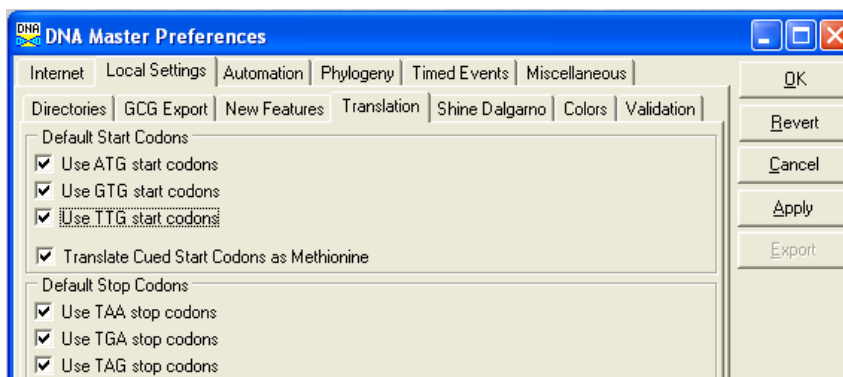 DNA DNA Master Preferences
Internet Local Settings Automation Phylogeny Timed Events Miscellaneous
OK
Directories GCG Export New Features Translation Shine Dalgarno Colors Validation
Revert
Default Start Codons
Use ATG start codons
Cancel
Use GTG start codons
Use TTG start codons
Apply
Translate Cued Start Codons as Methionine
Export
Default Stop Codons
Use TAA stop codons
Use TGA stop codons
Use TAG stop codons